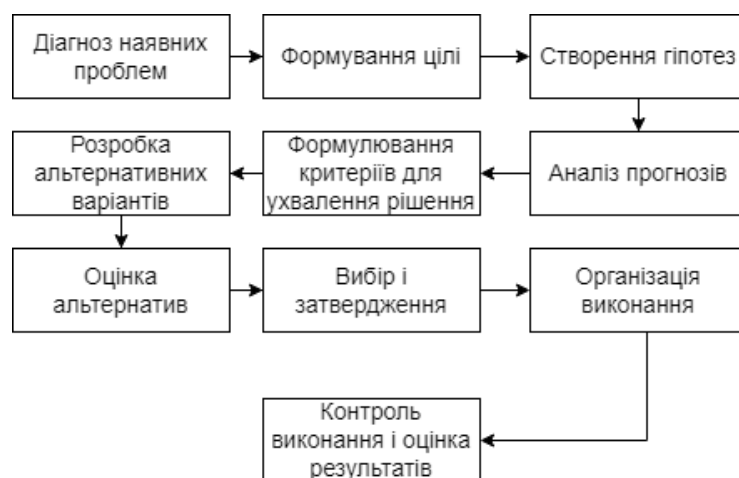 Діагноз наявних
проблем
Формування цілі
Створення гіпотез
Аналіз прогнозів
Формулювання
критеріїв для
ухвалення рішення
Розробка
альтернативних
варіантів
Оцінка
альтернатив
Вибір і
затвердження
Організація
виконання
Контроль
виконання і оцінка
результатів